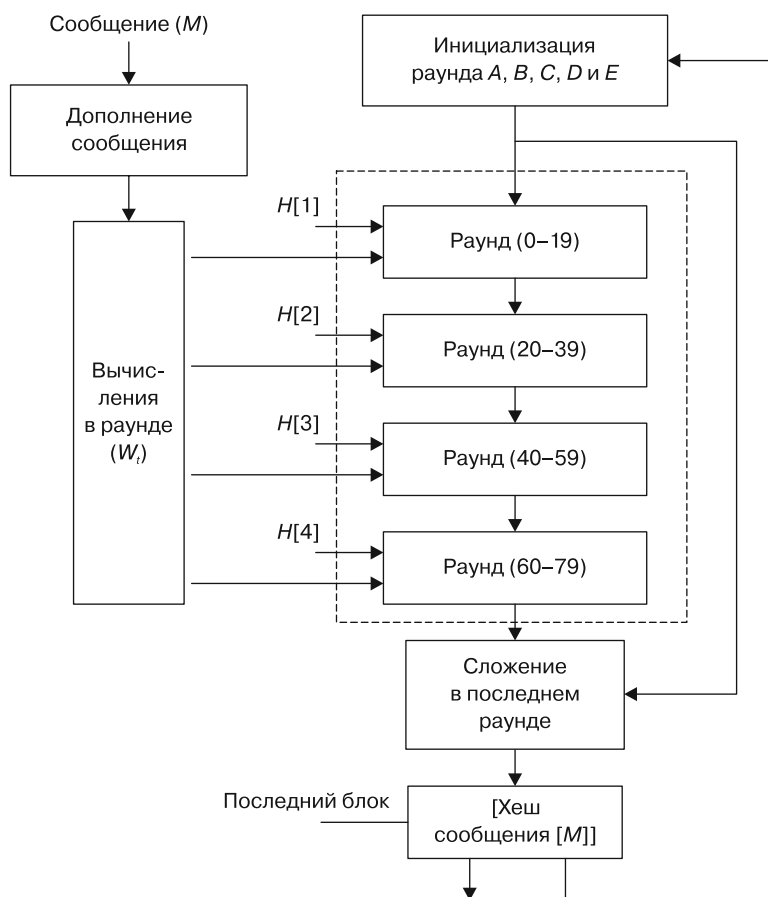 Сообщение (M)
Дополнение
сообщения
Вычис-
ления
в раунде
(Wt)
Инициализация
раунда A, B, C, D и E
H[1]
Раунд (0–19)
H[2]
Раунд (20–39)
H[3]
Раунд (40–59)
H[4]
Раунд (60–79)
Сложение
в последнем
раунде
Последний блок
[Хеш
сообщения [M]]